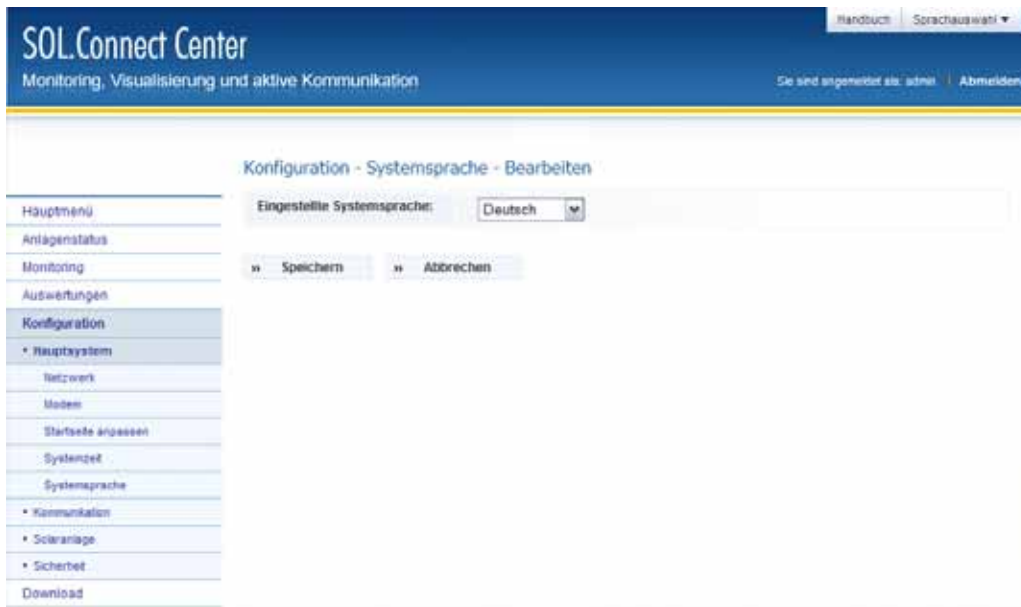 Handbuch Sprachauswahl ▼
SOL.Connect Center
Monitoring, Visualisierung und aktive Kommunikation
Sie sind angemeldet als: admin | Abmelden
Konfiguration - Systemsprache - Bearbeiten
Eingestellte Systemsprache: Deutsch
» Speichern » Abbrechen
Hauptmenü
Anlagenstatus
Monitoring
Auswertungen
Konfiguration
• Hauptsystem
Netzwerk
Modem
Startseite anpassen
Systemzeit
Systemsprache
• Kommunikation
• Solaranlage
• Sicherheit
Download